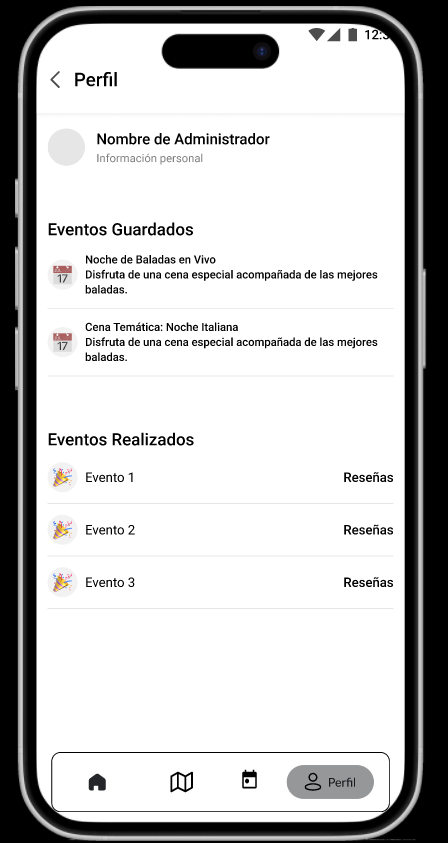 12:3
Perfil
Nombre de Administrador
Información personal
Eventos Guardados
Noche de Baladas en Vivo
Disfruta de una cena especial acompañada de las mejores
baladas.
17
Cena Temática: Noche Italiana
Disfruta de una cena especial acompañada de las mejores
baladas.
17
Eventos Realizados
Evento 1 Reseñas
Evento 2 Reseñas
Evento 3 Reseñas
Perfil